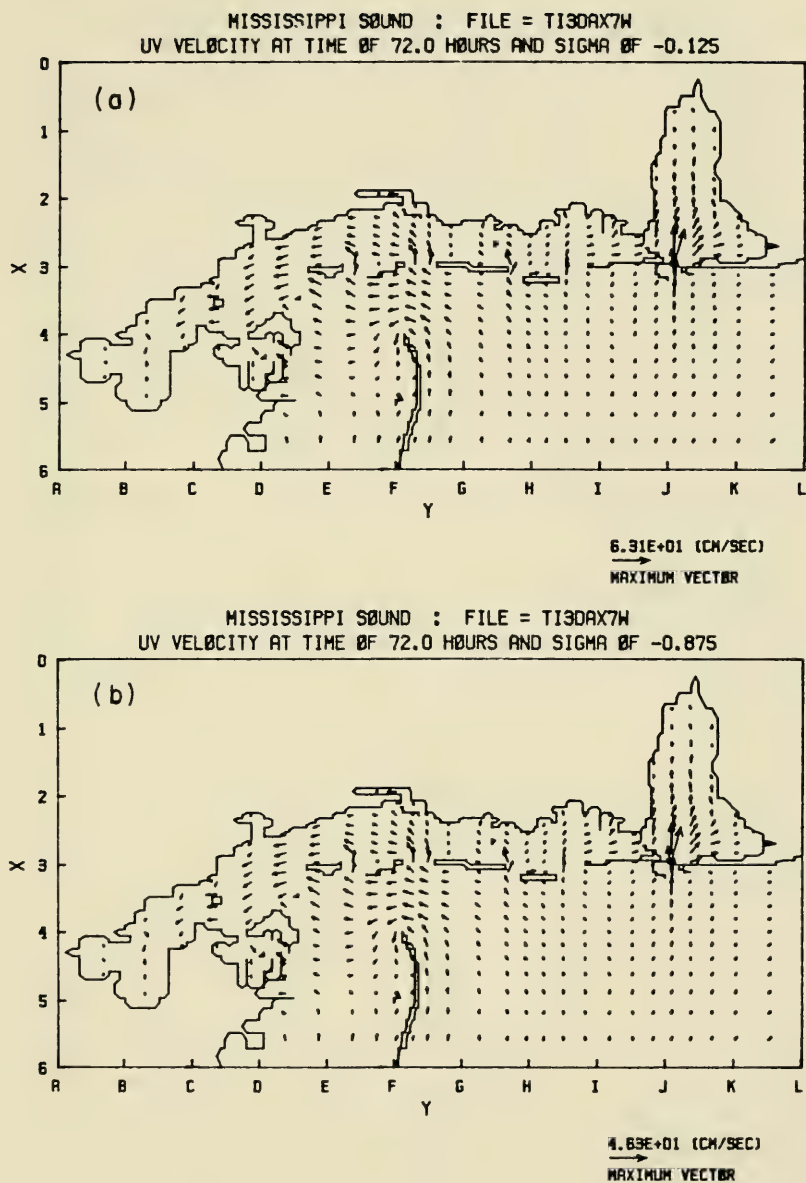 MISSISSIPPI SØUND : FILE = TI3DAX7W
UV VELØCITY AT TIME ØF 72.0 HØURS AND SIGMA ØF -0.125
(a)
0
1
2
3
4
5
6
X
A B C D E F G H I J K L
Y
6.31E+01 (CM/SEC)
MAXIMUM VECTØR
MISSISSIPPI SØUND : FILE = TI3DAX7W
UV VELØCITY AT TIME ØF 72.0 HØURS AND SIGMA ØF -0.875
(b)
0
1
2
3
4
5
6
X
A B C D E F G H I J K L
Y
4.63E+01 (CM/SEC)
MAXIMUM VECTØR